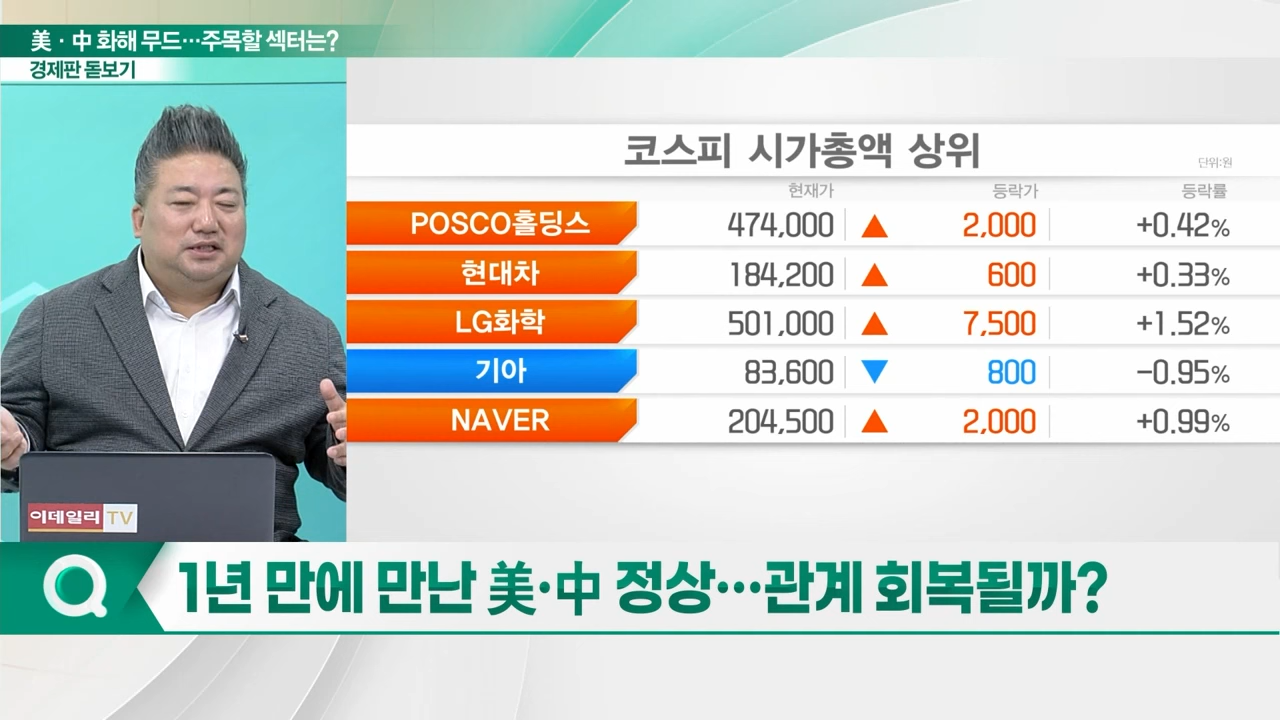 美·中 화해 무드…주목할 섹터는?
경제판 돋보기
코스피 시가총액 상위
단위:원
현재가 등락가 등락률
POSCO홀딩스 474,000 ▲ 2,000 +0.42%
현대차 184,200 ▲ 600 +0.33%
LG화학 501,000 ▲ 7,500 +1.52%
기아 83,600 ▼ 800 -0.95%
NAVER 204,500 ▲ 2,000 +0.99%
이데일리TV
Q 1년 만에 만난 美·中 정상…관계 회복될까?